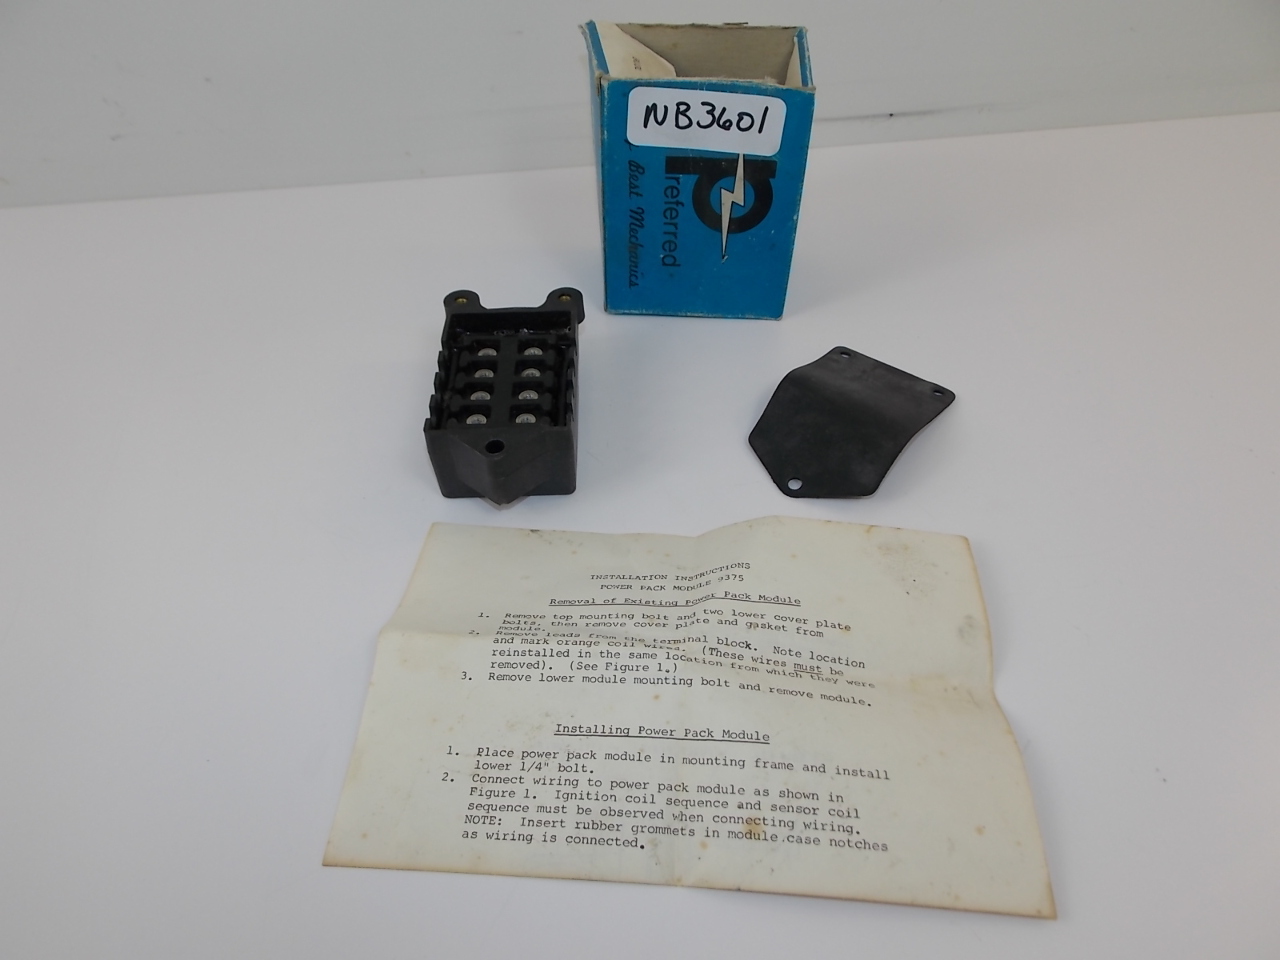 NB3601
Preferred
Best Mechanics
INSTALLATION INSTRUCTIONS
POWER PACK MODULE 9375
Removal of Existing Power Pack Module
1. Remove top mounting bolt and two lower cover plate
bolts, then remove cover plate and gasket from
module.
2. Remove leads from the terminal block. Note location
and mark orange coil wires. (These wires must be
reinstalled in the same location from which they were
removed). (See Figure 1.)
3. Remove lower module mounting bolt and remove module.
Installing Power Pack Module
1. Place power pack module in mounting frame and install
lower 1/4" bolt.
2. Connect wiring to power pack module as shown in
Figure 1. Ignition coil sequence and sensor coil
sequence must be observed when connecting wiring.
NOTE: Insert rubber grommets in module case notches
as wiring is connected.